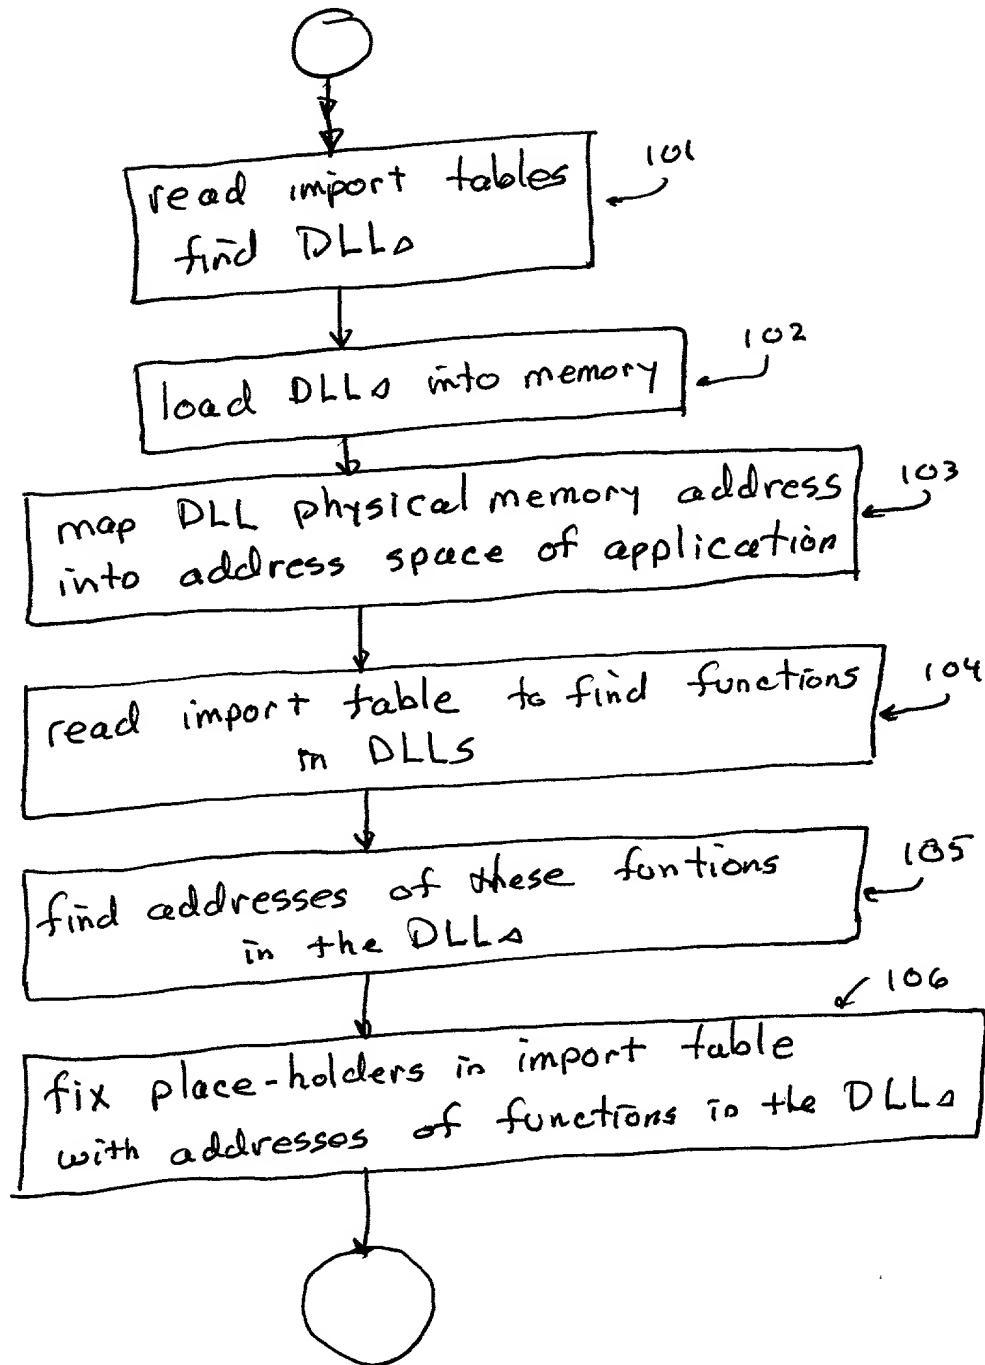 read import tables
find DLLs
101
load DLLs into memory
102
map DLL physical memory address
into address space of application
103
read import table to find functions
in DLLS
104
find addresses of these funtions
in the DLLs
105
fix place-holders in import table
with addresses of functions in the DLLs
106